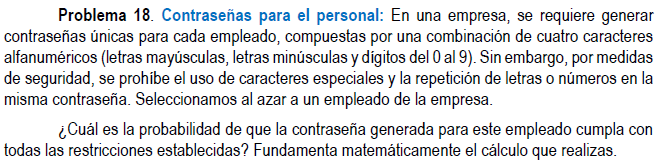 Problema 18. Contraseñas para el personal: En una empresa, se requiere generar
contraseñas únicas para cada empleado, compuestas por una combinación de cuatro caracteres
alfanuméricos (letras mayúsculas, letras minúsculas y dígitos del 0 al 9). Sin embargo, por medidas
de seguridad, se prohíbe el uso de caracteres especiales y la repetición de letras o números en la
misma contraseña. Seleccionamos al azar a un empleado de la empresa.
¿Cuál es la probabilidad de que la contraseña generada para este empleado cumpla con
todas las restricciones establecidas? Fundamenta matemáticamente el cálculo que realizas.